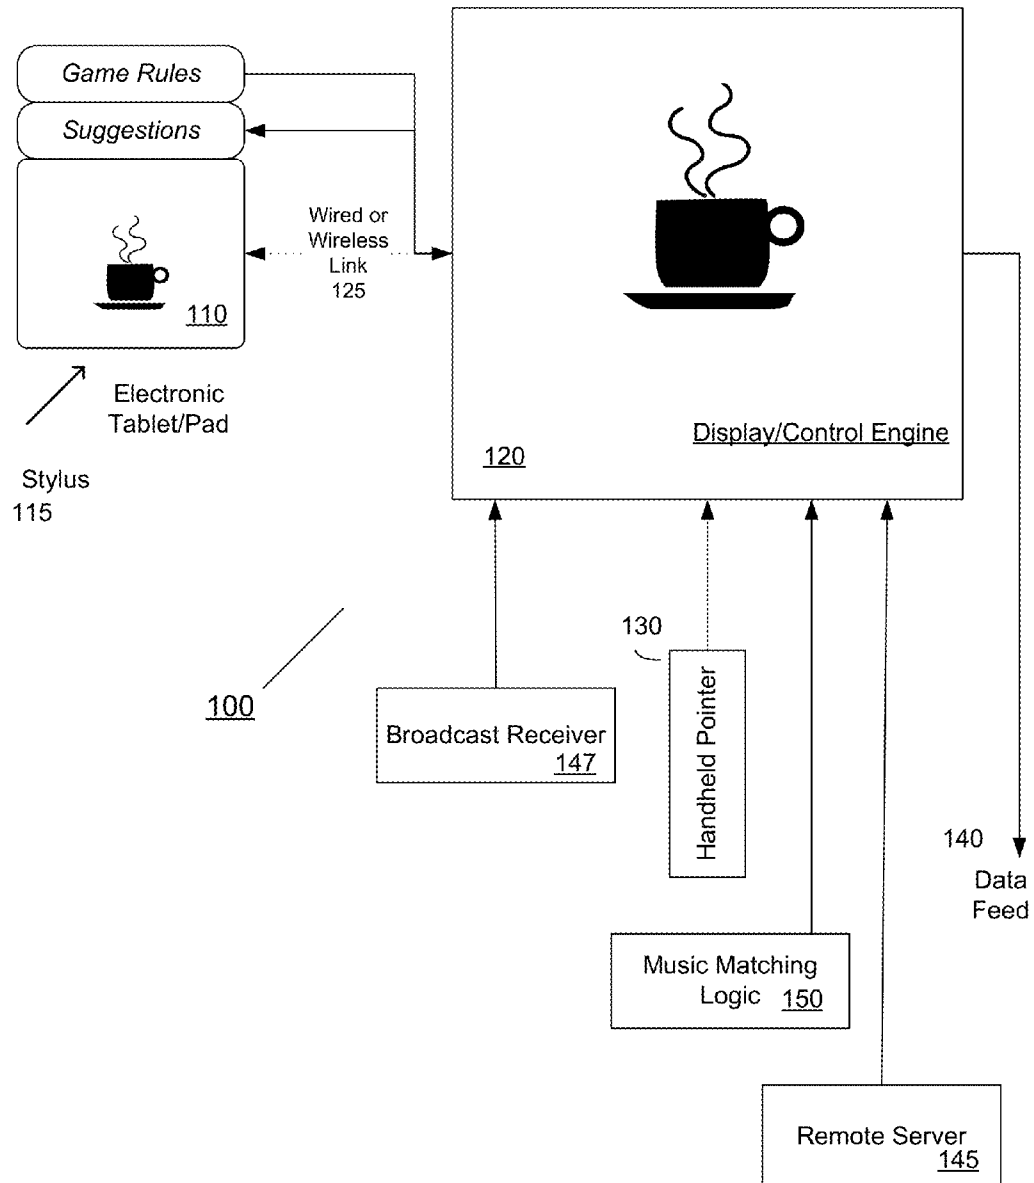 Game Rules
Suggestions
Wired or
Wireless
Link
125
110
Electronic
Tablet/Pad
Stylus
115
120
Display/Control Engine
130
Handheld Pointer
100
Broadcast Receiver
147
140
Data
Feed
Music Matching
Logic 150
Remote Server
145